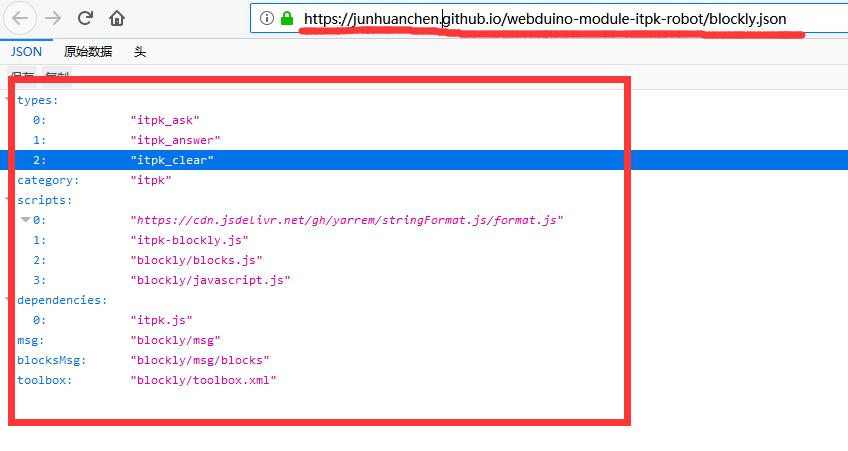 https://junhuanchen.github.io/webduino-module-itpk-robot/blockly.json
JSON 原始数据 头
保存 复制
types:
0: "itpk_ask"
1: "itpk_answer"
2: "itpk_clear"
category: "itpk"
scripts:
0: "https://cdn.jsdelivr.net/gh/yarrem/stringFormat.js/format.js"
1: "itpk-blockly.js"
2: "blockly/blocks.js"
3: "blockly/javascript.js"
dependencies:
0: "itpk.js"
msg: "blockly/msg"
blocksMsg: "blockly/msg/blocks"
toolbox: "blockly/toolbox.xml"